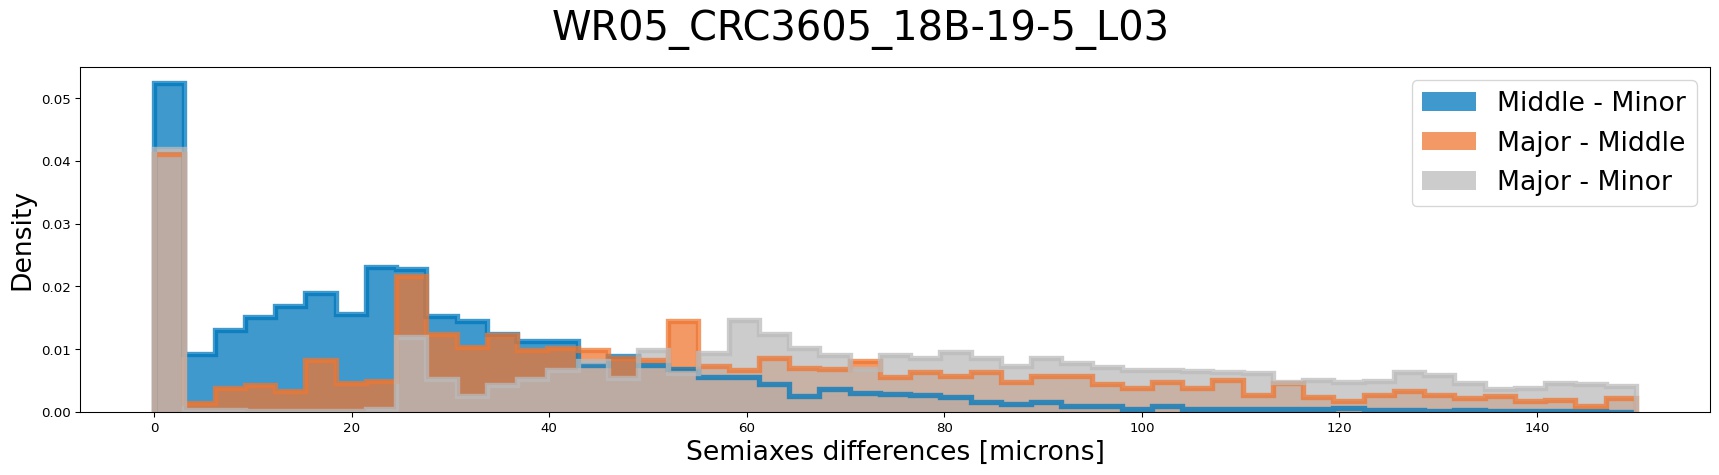 WR05_CRC3605_18B-19-5_L03
Middle - Minor
Major - Middle
Major - Minor
Density
0.05
0.04
0.03
0.02
0.01
0.00
0
20
40
60
80
100
120
140
Semiaxes differences [microns]